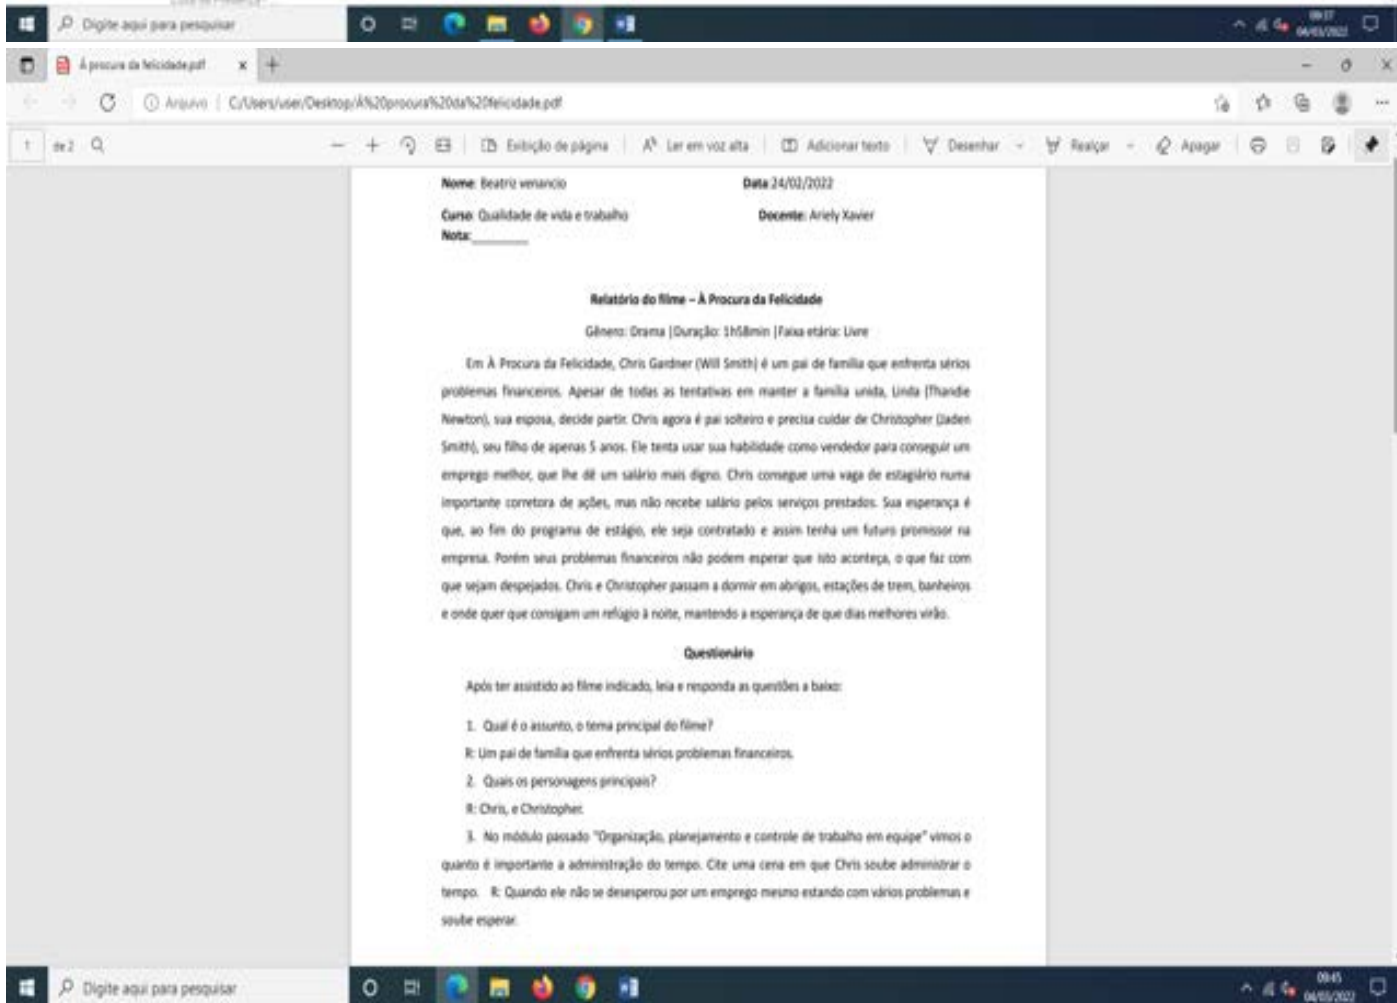 Digite aqui para pesquisar
09:37
04/03/2022
À procura da felicidade.pdf
Arquivo | C:/Users/user/Desktop/À%20procura%20da%20felicidade.pdf
1 de 2 Exibição de página Ler em voz alta Adicionar texto Desenhar Realçar Apagar
Nome: Beatriz venancio Data 24/02/2022
Curso: Qualidade de vida e trabalho Docente: Ariely Xavier
Nota:________
Relatório do filme – À Procura da Felicidade
Gênero: Drama |Duração: 1h58min |Faixa etária: Livre
Em À Procura da Felicidade, Chris Gardner (Will Smith) é um pai de família que enfrenta sérios
problemas financeiros. Apesar de todas as tentativas em manter a família unida, Linda (Thandie
Newton), sua esposa, decide partir. Chris agora é pai solteiro e precisa cuidar de Christopher (Jaden
Smith), seu filho de apenas 5 anos. Ele tenta usar sua habilidade como vendedor para conseguir um
emprego melhor, que lhe dê um salário mais digno. Chris consegue uma vaga de estagiário numa
importante corretora de ações, mas não recebe salário pelos serviços prestados. Sua esperança é
que, ao fim do programa de estágio, ele seja contratado e assim tenha um futuro promissor na
empresa. Porém seus problemas financeiros não podem esperar que isto aconteça, o que faz com
que sejam despejados. Chris e Christopher passam a dormir em abrigos, estações de trem, banheiros
e onde quer que consigam um refúgio à noite, mantendo a esperança de que dias melhores virão.
Questionário
Após ter assistido ao filme indicado, leia e responda as questões a baixo:
1. Qual é o assunto, o tema principal do filme?
R: Um pai de família que enfrenta sérios problemas financeiros.
2. Quais os personagens principais?
R: Chris, e Christopher.
3. No módulo passado "Organização, planejamento e controle de trabalho em equipe" vimos o
quanto é importante a administração do tempo. Cite uma cena em que Chris soube administrar o
tempo. R: Quando ele não se desesperou por um emprego mesmo estando com vários problemas e
soube esperar.
Digite aqui para pesquisar
09:45
04/03/2022